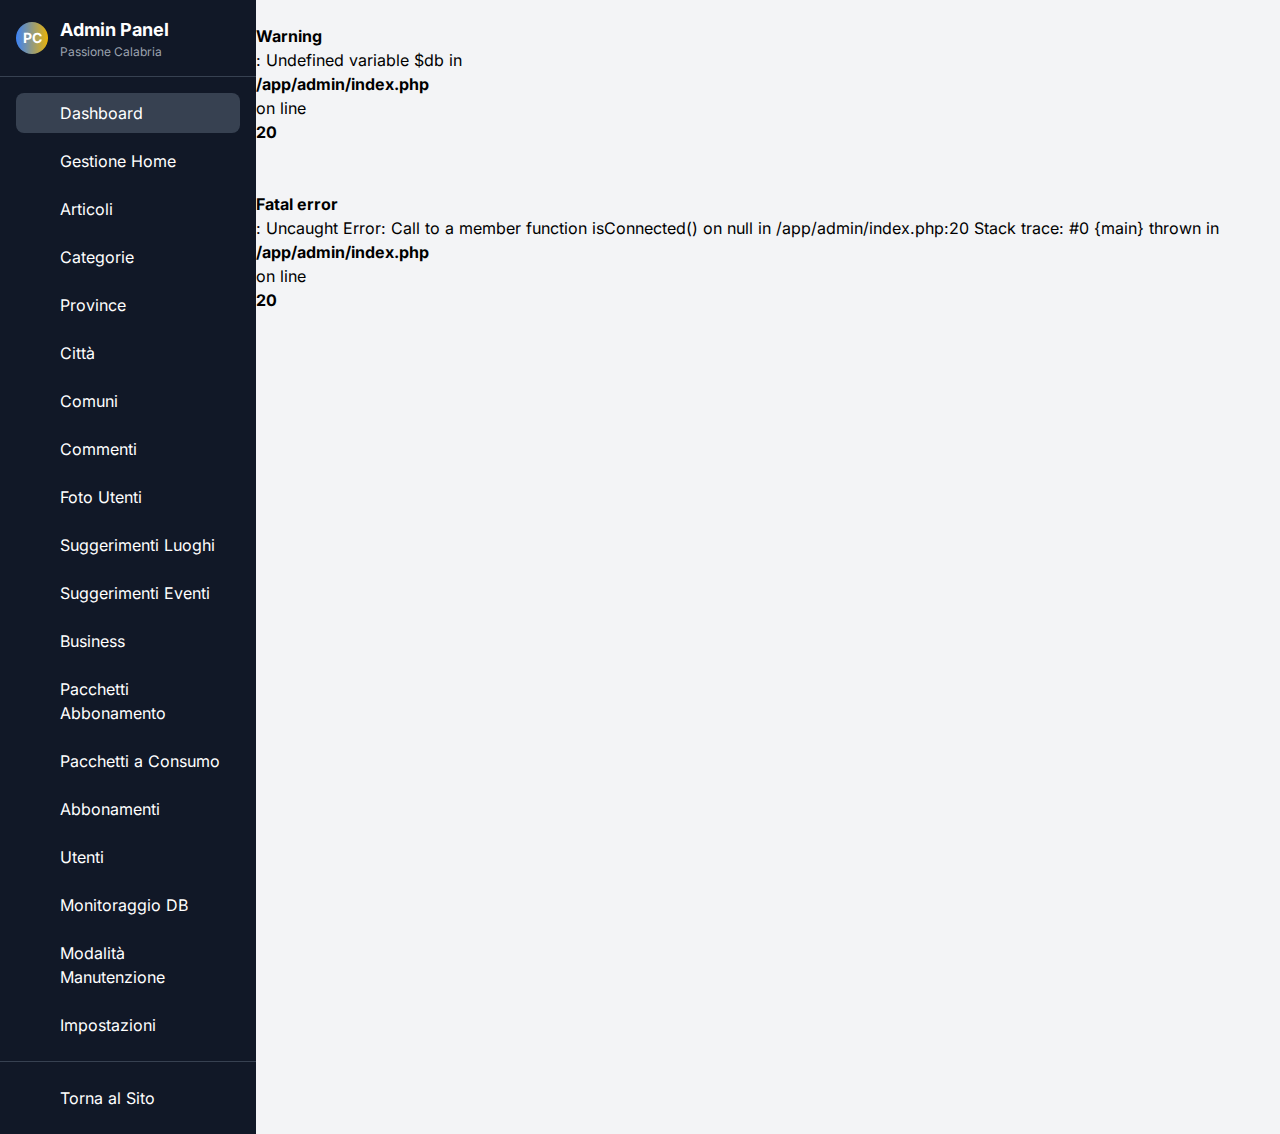 PC
Admin Panel
Passione Calabria
Dashboard
Gestione Home
Articoli
Categorie
Province
Città
Comuni
Commenti
Foto Utenti
Suggerimenti Luoghi
Suggerimenti Eventi
Business
Pacchetti
Abbonamento
Pacchetti a Consumo
Abbonamenti
Utenti
Monitoraggio DB
Modalità
Manutenzione
Impostazioni
Torna al Sito
Warning
: Undefined variable $db in
/app/admin/index.php
on line
20
Fatal error
: Uncaught Error: Call to a member function isConnected() on null in /app/admin/index.php:20 Stack trace: #0 {main} thrown in
/app/admin/index.php
on line
20